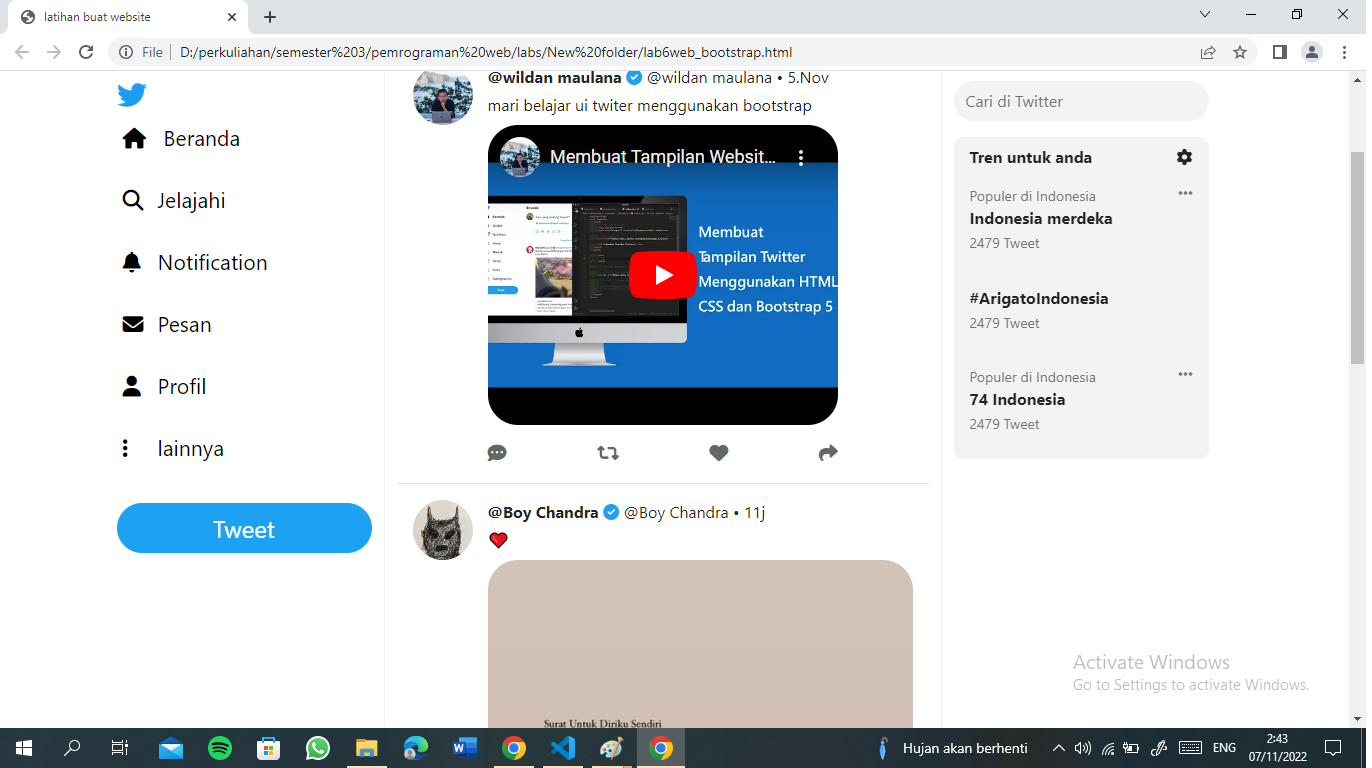 latihan buat website
File
D:/perkuliahan/semester%203/pemrograman%20web/labs/New%20folder/lab6web_bootstrap.html
Beranda
Jelajahi
Notification
Pesan
Profil
lainnya
Tweet
@wildan maulana @wildan maulana • 5.Nov
mari belajar ui twiter menggunakan bootstrap
Membuat Tampilan Websit...
Membuat
Tampilan Twitter
Menggunakan HTML
CSS dan Bootstrap 5
@Boy Chandra @Boy Chandra • 11j
Surat Untuk Diriku Sendiri
Cari di Twitter
Tren untuk anda
Populer di Indonesia
Indonesia merdeka
2479 Tweet
#ArigatoIndonesia
2479 Tweet
Populer di Indonesia
74 Indonesia
2479 Tweet
Activate Windows
Go to Settings to activate Windows.
Hujan akan berhenti
ENG
2:43
07/11/2022